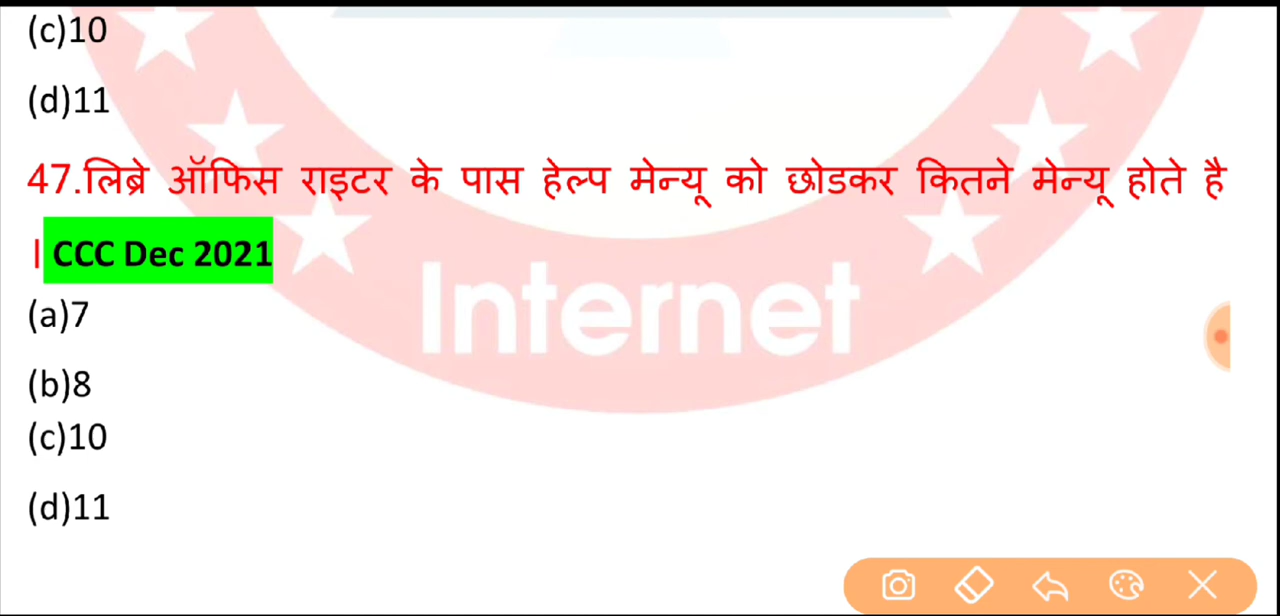 (c)10
(d)11
47.लिब्रे ऑफिस राइटर के पास हेल्प मेन्यू को छोडकर कितने मेन्यू होते है
। CCC Dec 2021
Internet
(a)7
(b)8
(c)10
(d)11